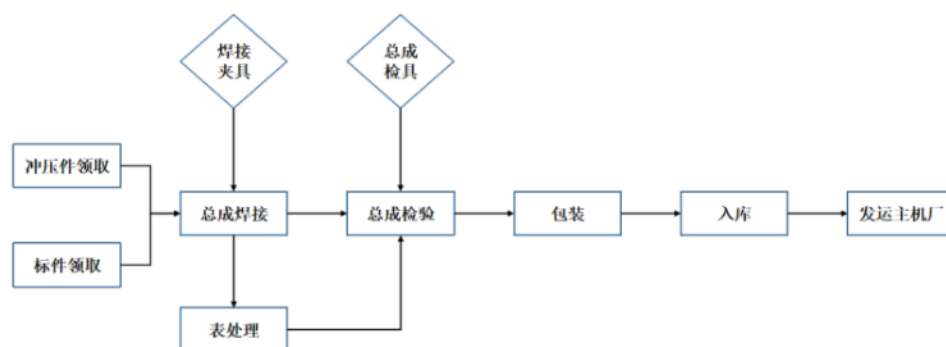 焊接
夹具
总成
检具
冲压件领取
总成焊接
总成检验
包装
入库
发运主机厂
标件领取
表处理